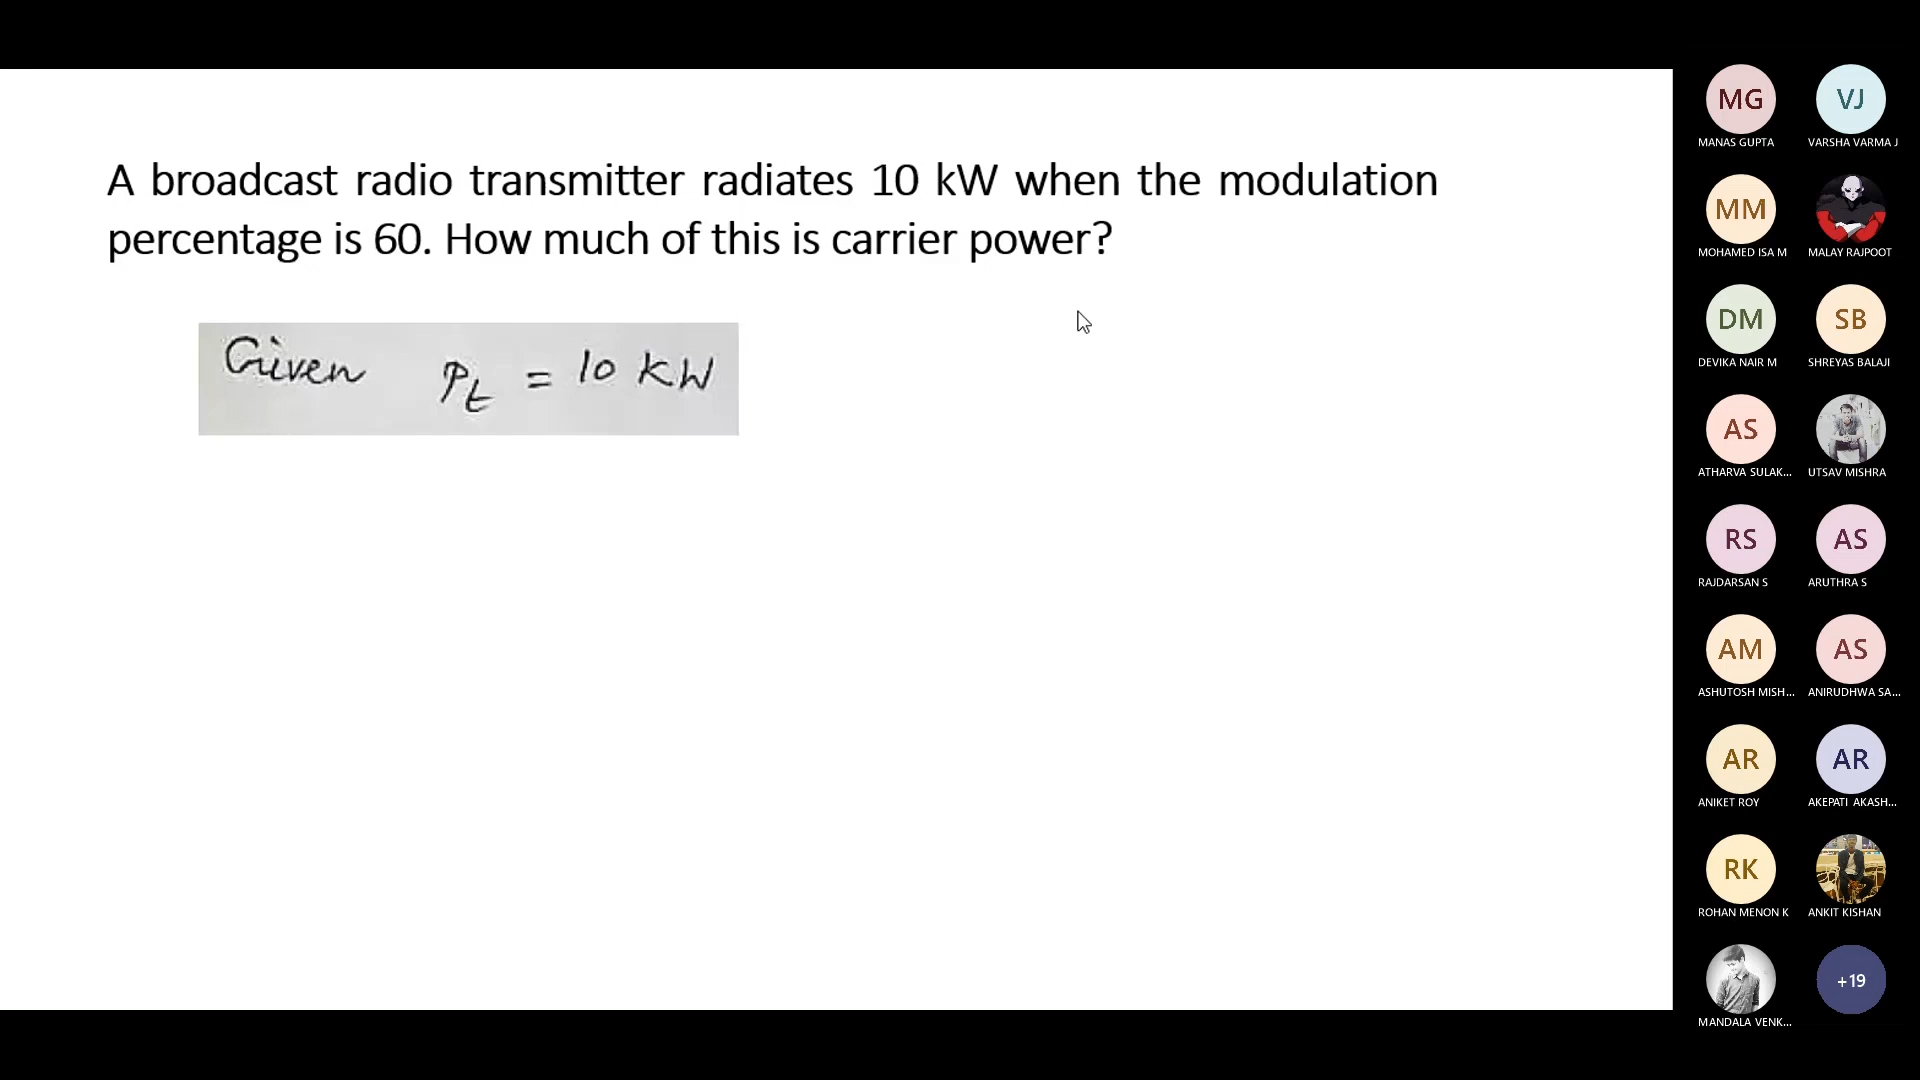 A broadcast radio transmitter radiates 10 kW when the modulation
percentage is 60. How much of this is carrier power?
Given Pt = 10 KW
MG VJ
MANAS GUPTA VARSHA VARMA J
MM
MOHAMED ISA M MALAY RAJPOOT
DM SB
DEVIKA NAIR M SHREYAS BALAJI
AS
ATHARVA SULAK... UTSAV MISHRA
RS AS
RAJDARSAN S ARUTHRA S
AM AS
ASHUTOSH MISH... ANIRUDHWA SA...
AR AR
ANIKET ROY AKEPATI AKASH...
RK
ROHAN MENON K ANKIT KISHAN
+19
MANDALA VENK...